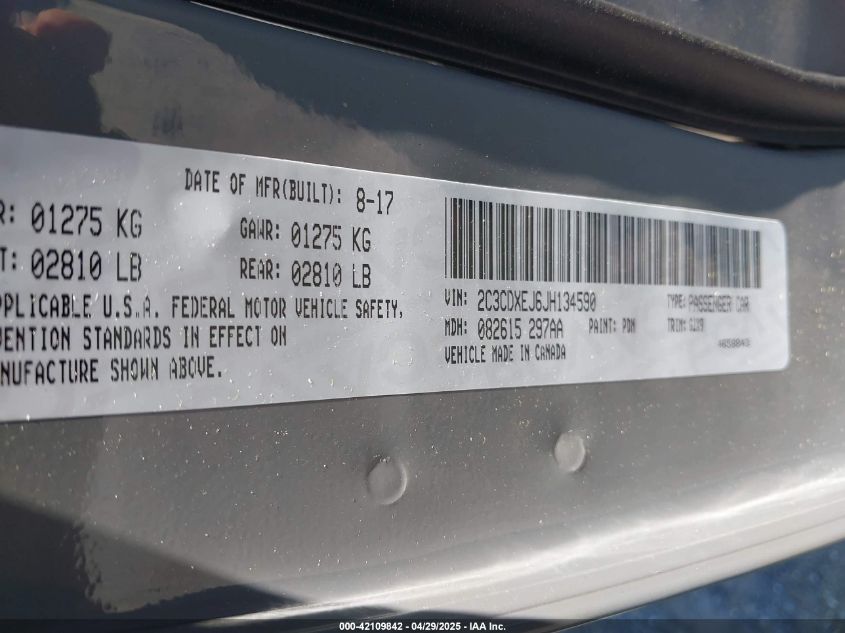 DATE OF MFR(BUILT): 8-17
R: 01275 KG GAWR: 01275 KG
T: 02810 LB REAR: 02810 LB
PPLICABLE U.S.A. FEDERAL MOTOR VEHICLE SAFETY,
VENTION STANDARDS IN EFFECT ON
NUFACTURE SHOWN ABOVE.
VIN: 2C3CDXEJ6JH134590 TYPE: PASSENGER CAR
MDH: 082615 297AA PAINT: PDN TRIM:
VEHICLE MADE IN CANADA
000-42109842 - 04/29/2025 - IAA Inc.